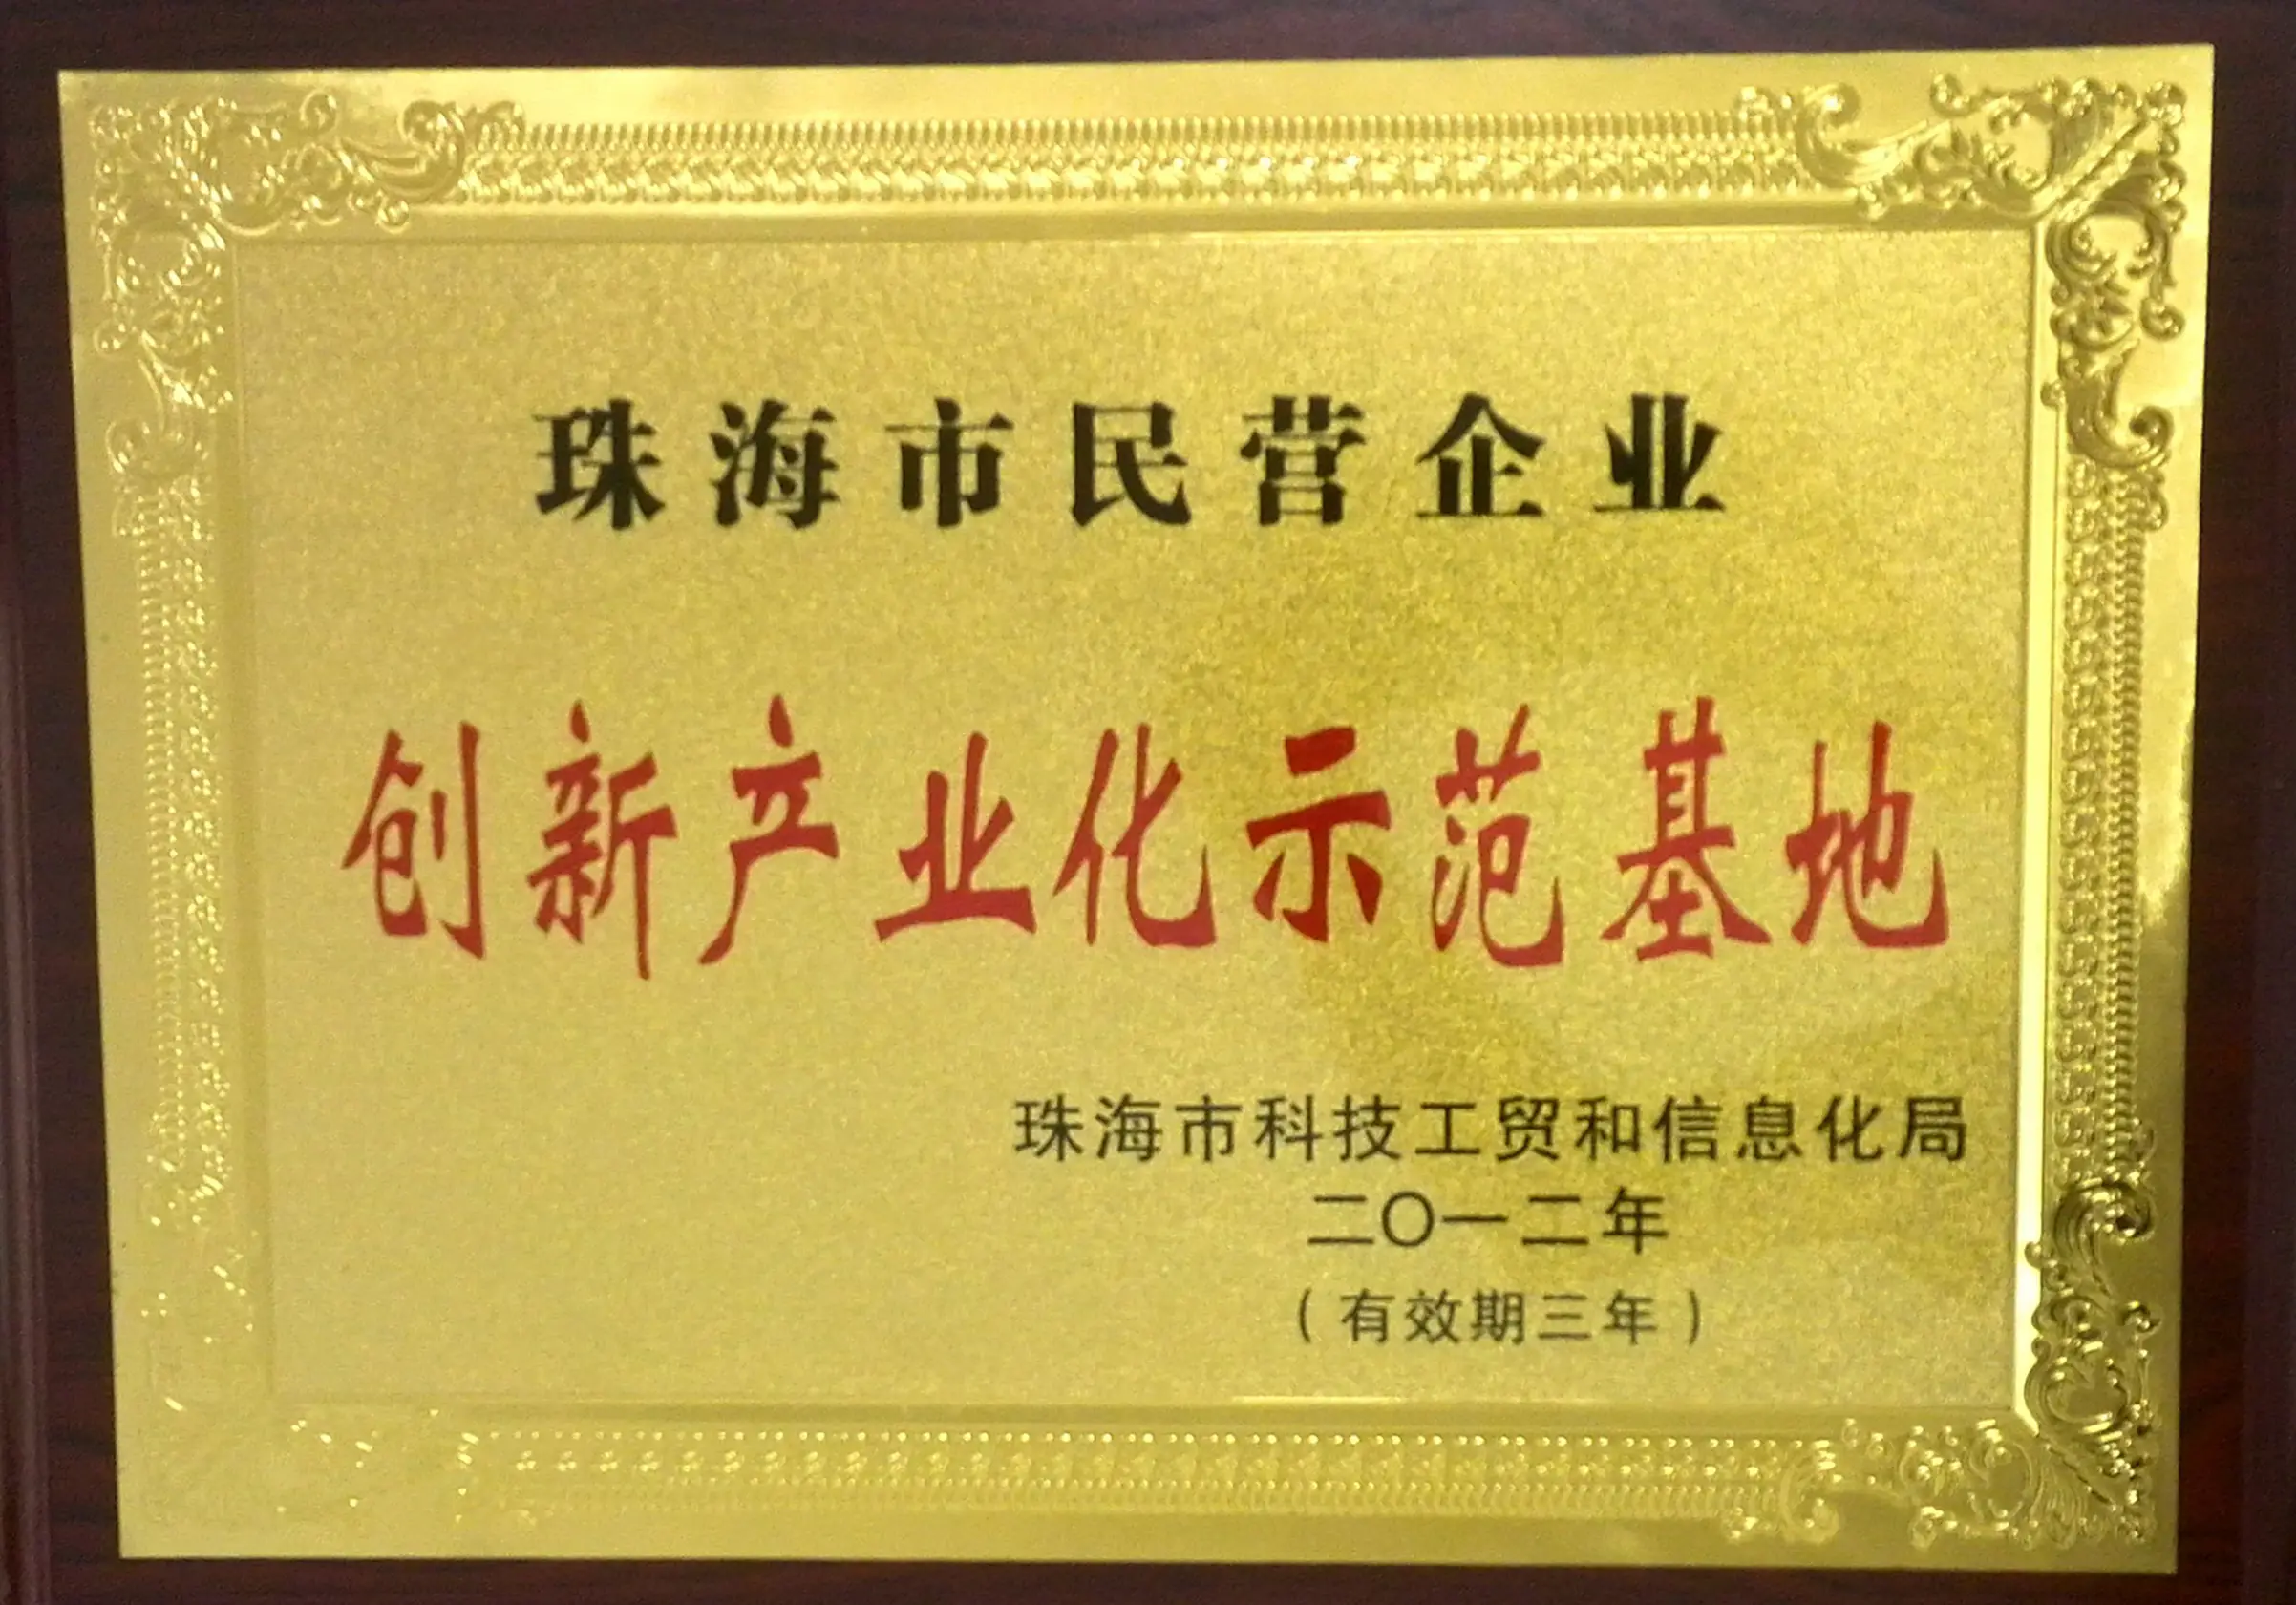 珠海市民营企业
创新产业化示范基地
珠海市科技工贸和信息化局
二〇一二年
（有效期三年）